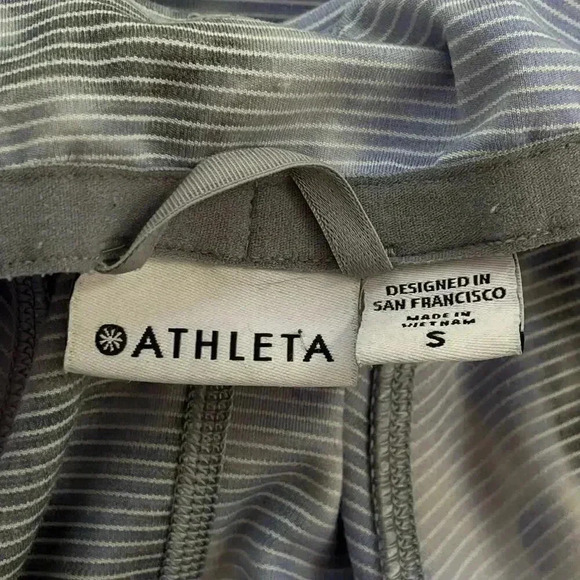 ATHLETA
DESIGNED IN
SAN FRANCISCO
MADE IN
VIETNAM
S